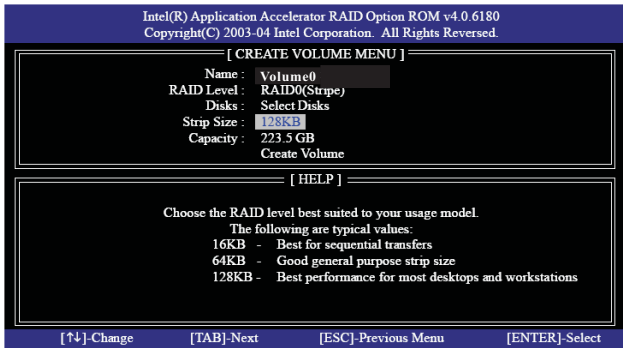 Intel(R) Application Accelerator RAID Option ROM v4.0.6180
Copyright(C) 2003-04 Intel Corporation. All Rights Reversed.
[ CREATE VOLUME MENU ]
Name : Volume0
RAID Level : RAID0(Stripe)
Disks : Select Disks
Strip Size : 128KB
Capacity : 223.5 GB
Create Volume
[ HELP ]
Choose the RAID level best suited to your usage model.
The following are typical values:
16KB - Best for sequential transfers
64KB - Good general purpose strip size
128KB - Best performance for most desktops and workstations
[↑↓]-Change [TAB]-Next [ESC]-Previous Menu [ENTER]-Select